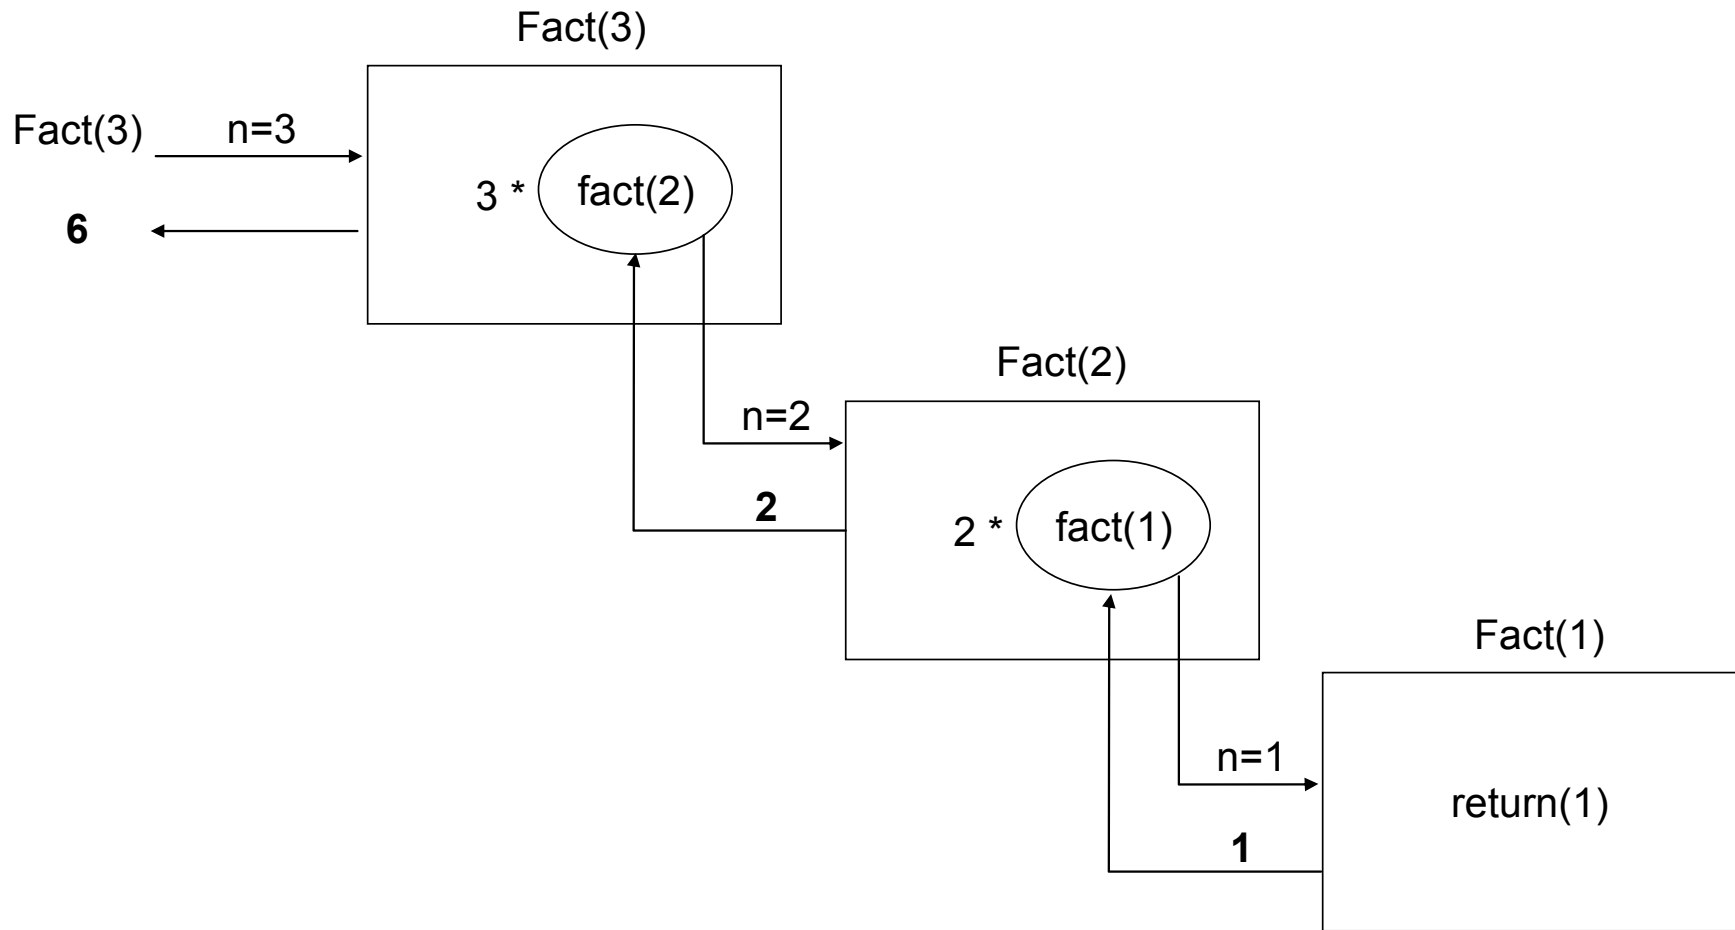 Fact(3)
Fact(3)
n=3
3 *
fact(2)
6
Fact(2)
n=2
2
2 *
fact(1)
Fact(1)
n=1
return(1)
1